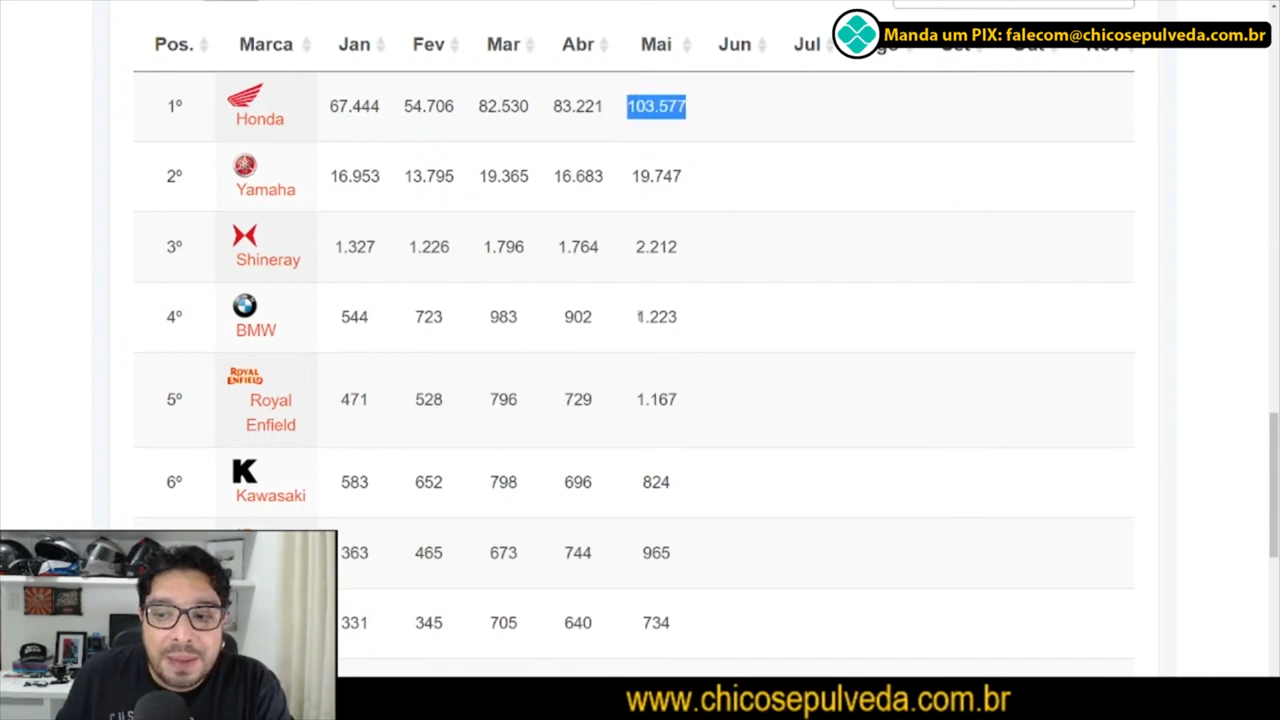 Manda um PIX: falecom@chicosepulveda.com.br
Pos. Marca Jan Fev Mar Abr Mai Jun Jul
1º Honda 67.444 54.706 82.530 83.221 103.577
2º Yamaha 16.953 13.795 19.365 16.683 19.747
3º Shineray 1.327 1.226 1.796 1.764 2.212
4º BMW 544 723 983 902 1.223
ROYAL
ENFIELD
5º Royal Enfield 471 528 796 729 1.167
K
6º Kawasaki 583 652 798 696 824
363 465 673 744 965
331 345 705 640 734
www.chicosepulveda.com.br